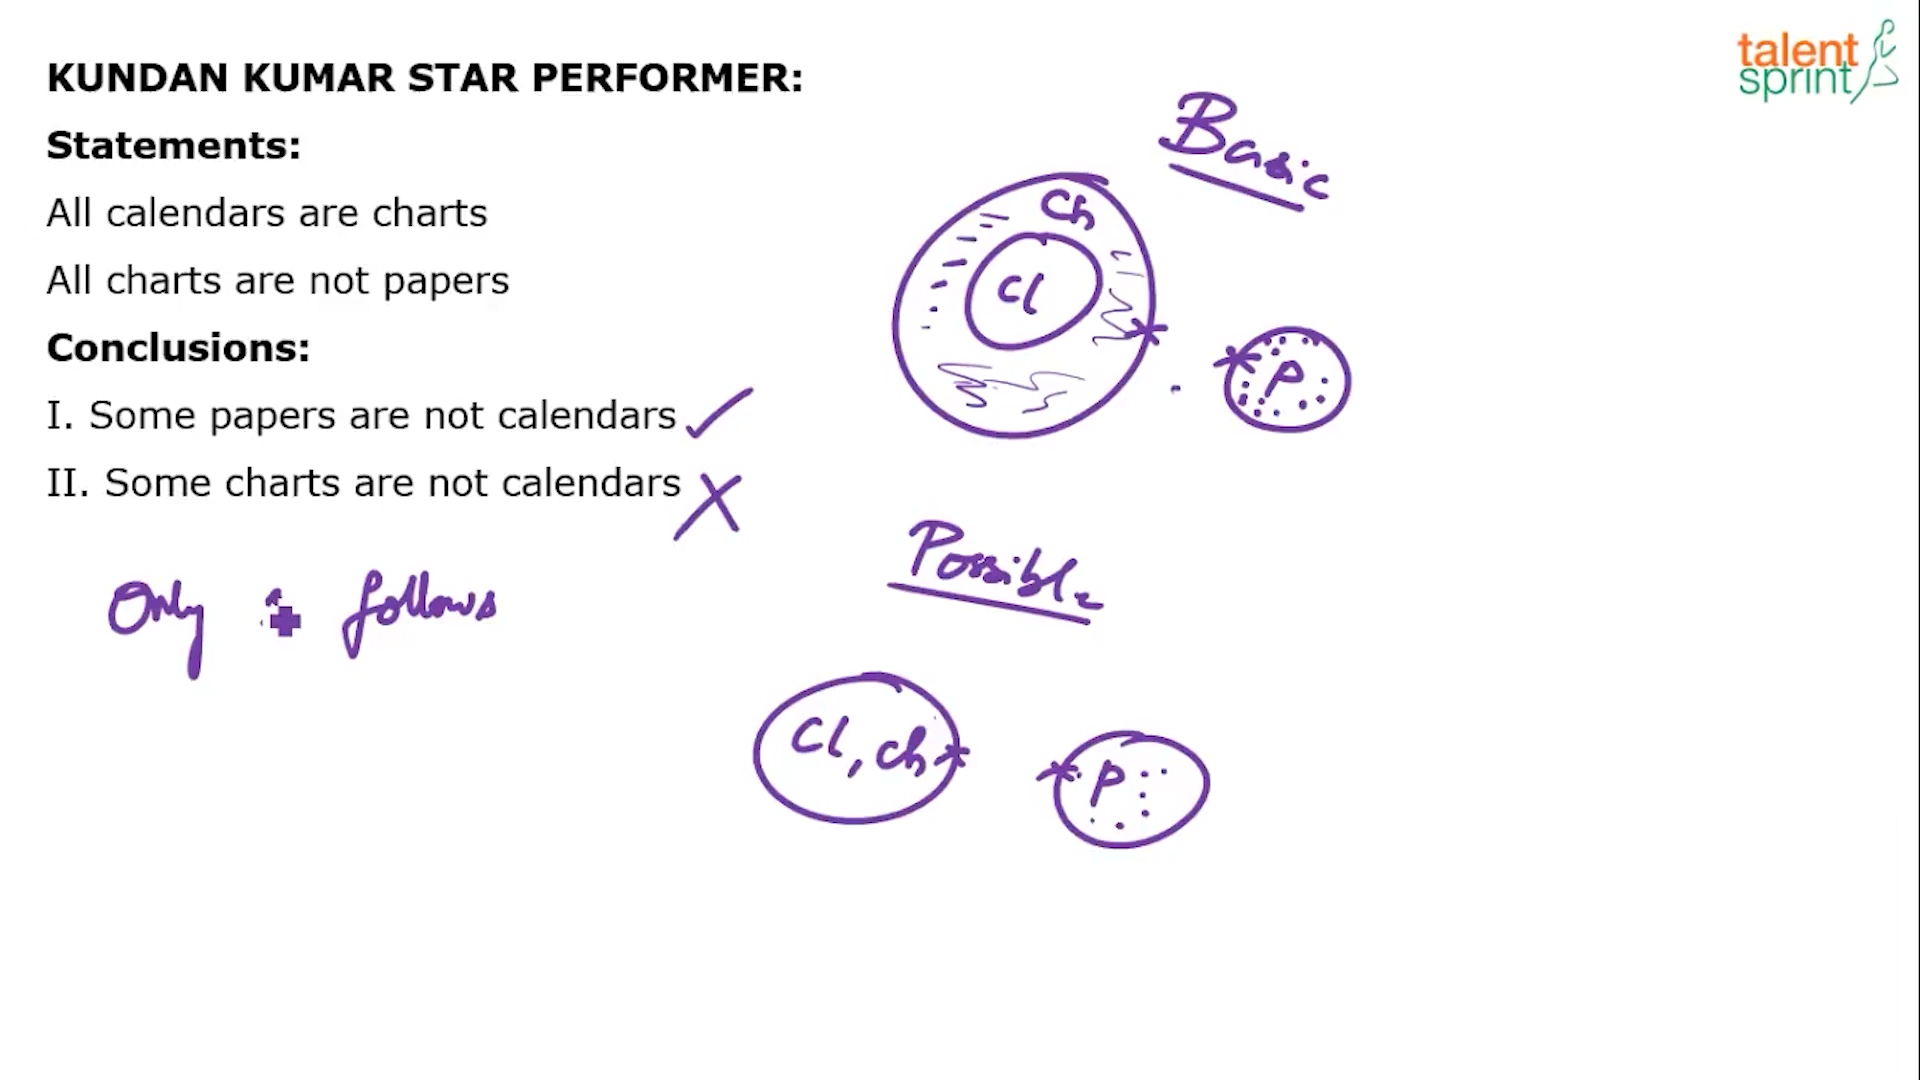 talent
sprint
KUNDAN KUMAR STAR PERFORMER:
Statements:
All calendars are charts
All charts are not papers
Conclusions:
I. Some papers are not calendars
II. Some charts are not calendars
Only follows
Basic
Ch
Cl
P
Possible
Cl, Ch
P